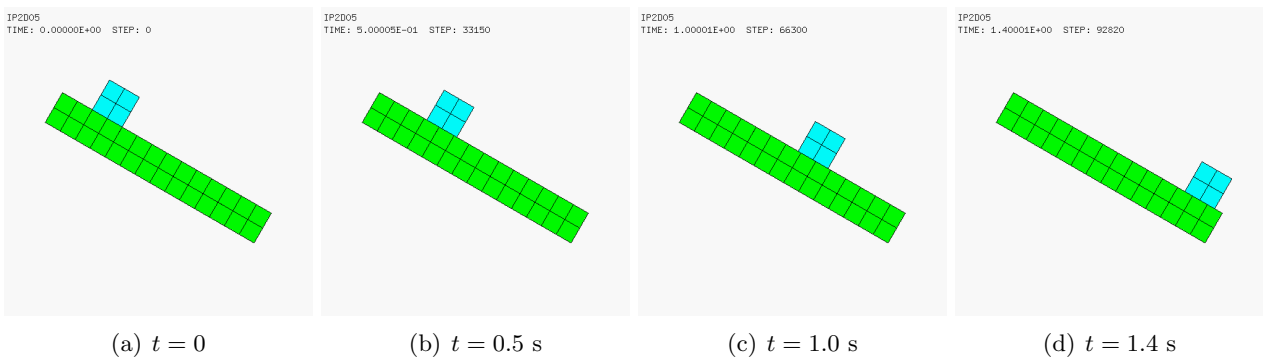 IP2D05
TIME: 0.00000E+00 STEP: 0
IP2D05
TIME: 5.00005E-01 STEP: 33150
IP2D05
TIME: 1.00001E+00 STEP: 66300
IP2D05
TIME: 1.40001E+00 STEP: 92820
(a) t = 0
(b) t = 0.5 s
(c) t = 1.0 s
(d) t = 1.4 s